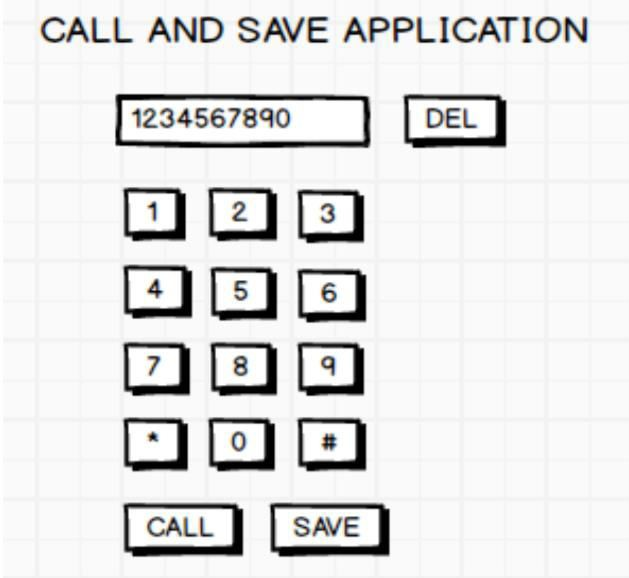 CALL AND SAVE APPLICATION
1234567890 DEL
1 2 3
4 5 6
7 8 9
* 0 #
CALL SAVE